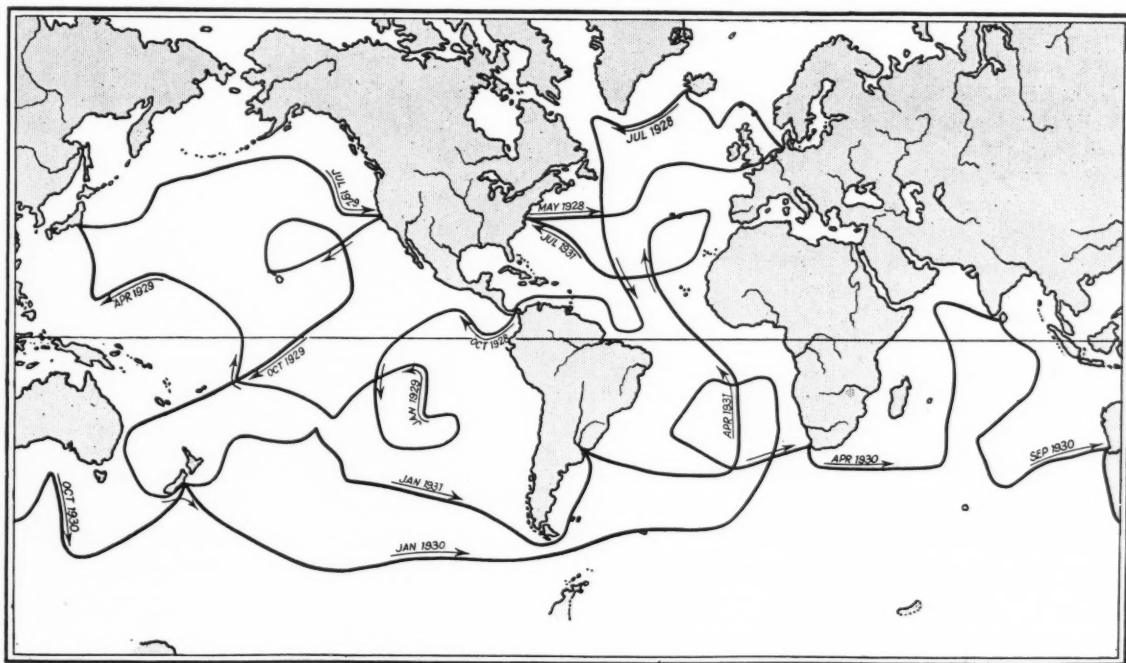 JUL 1928
JUL 1929
MAY 1928
JUL 1931
APR 1929
OCT 1928
OCT 1929
JAN 1929
APR 1931
APR 1930
SEP 1930
OCT 1930
JAN 1931
JAN 1930